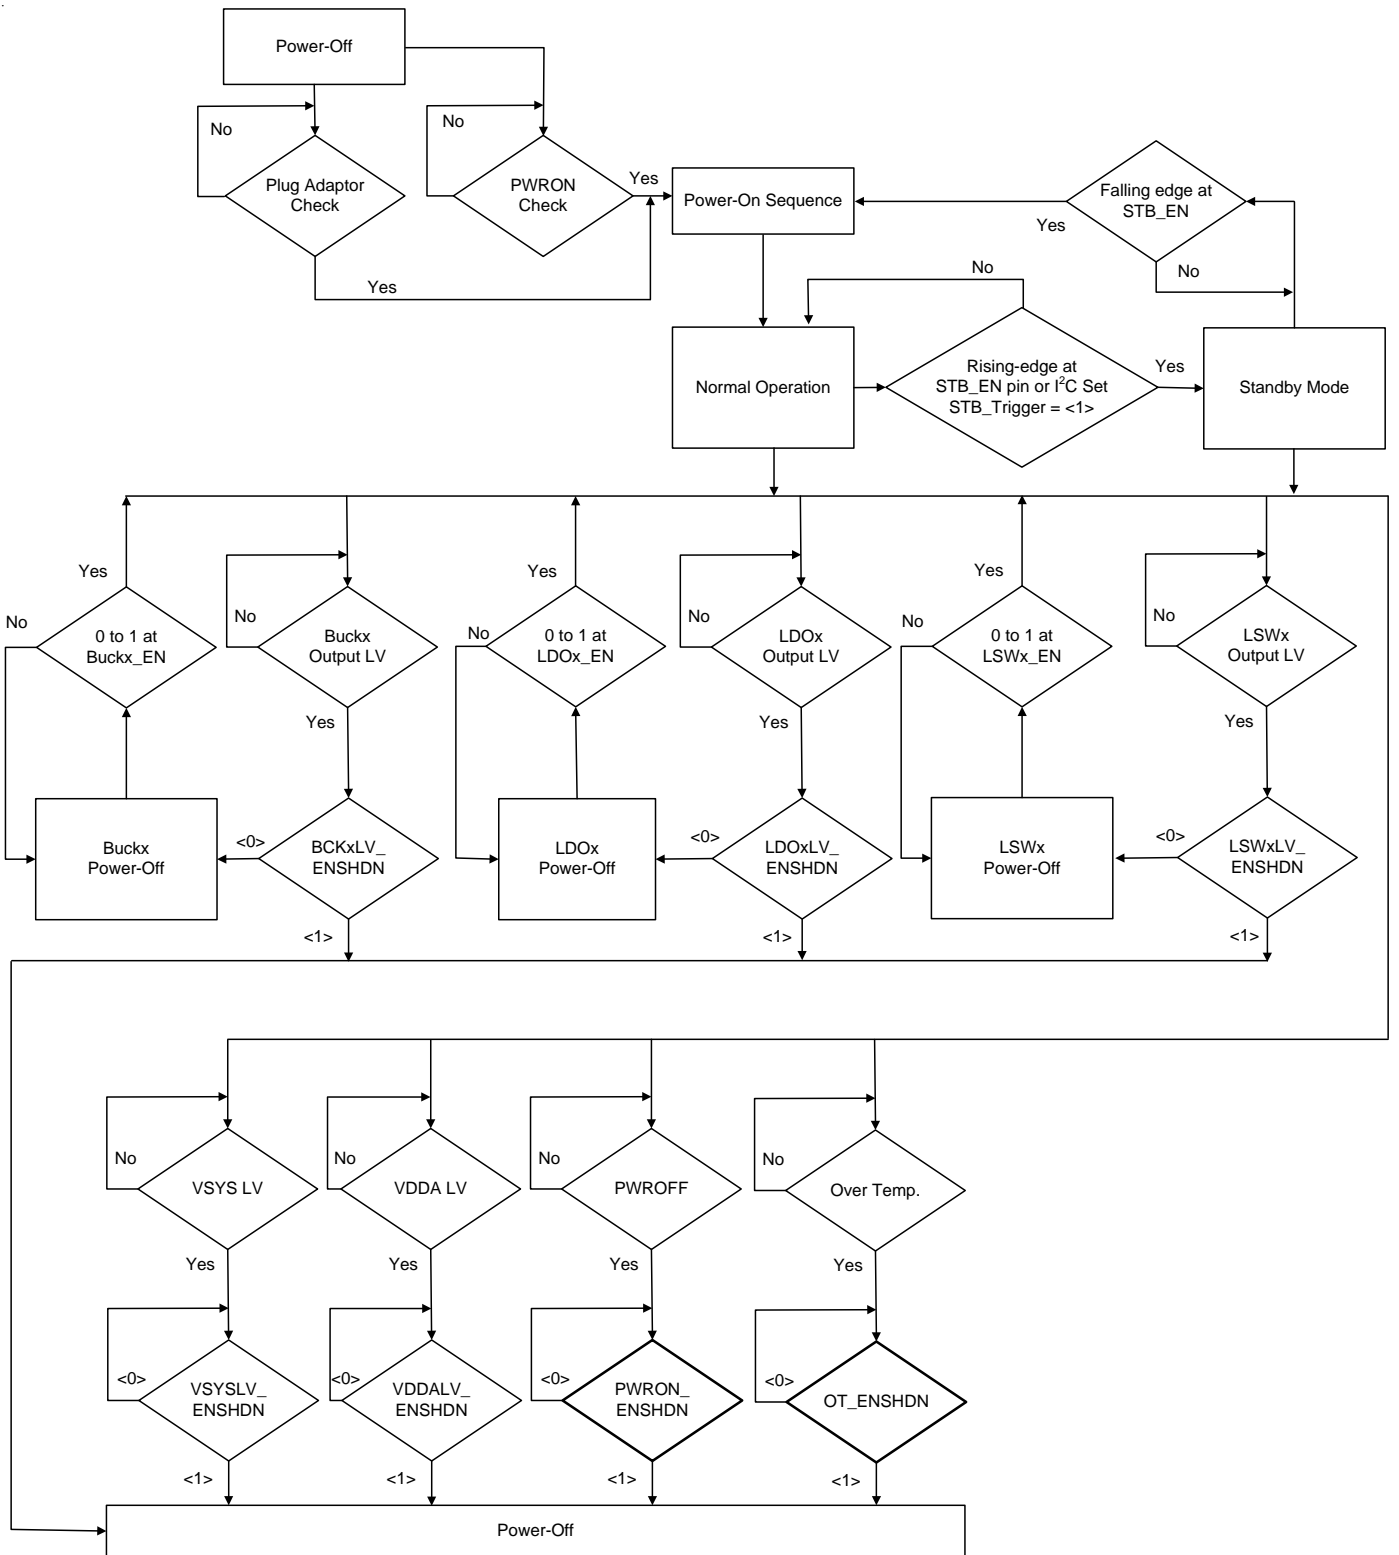 Power-Off
No
No
Plug Adaptor
Check
PWRON
Check
Yes
Power-On Sequence
Falling edge at
STB_EN
Yes
No
Yes
No
Normal Operation
Rising-edge at
STB_EN pin or I²C Set
STB_Trigger = <1>
Yes
Standby Mode
Yes
No
0 to 1 at
Buckx_EN
No
Buckx
Output LV
Yes
Yes
No
0 to 1 at
LDOx_EN
No
LDOx
Output LV
Yes
Yes
No
0 to 1 at
LSWx_EN
No
LSWx
Output LV
Yes
Buckx
Power-Off
<0>
BCKxLV_
ENSHDN
<1>
LDOx
Power-Off
<0>
LDOxLV_
ENSHDN
<1>
LSWx
Power-Off
<0>
LSWxLV_
ENSHDN
<1>
No
VSYS LV
Yes
No
VDDA LV
Yes
No
PWROFF
Yes
No
Over Temp.
Yes
<0>
VSYSLV_
ENSHDN
<1>
<0>
VDDALV_
ENSHDN
<1>
<0>
PWRON_
ENSHDN
<1>
<0>
OT_ENSHDN
<1>
Power-Off